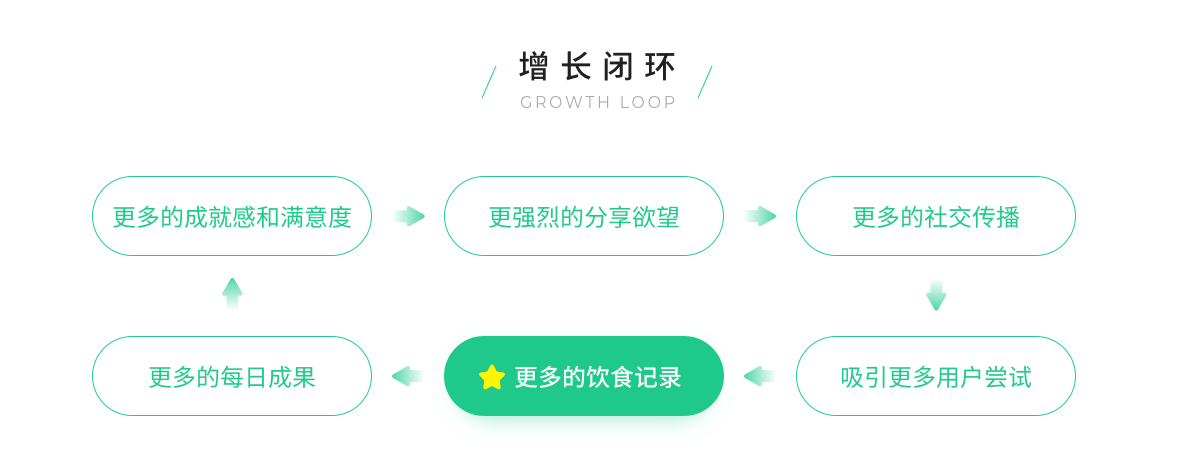 增长闭环
GROWTH LOOP
更多的成就感和满意度
更强烈的分享欲望
更多的社交传播
更多的每日成果
更多的饮食记录
吸引更多用户尝试